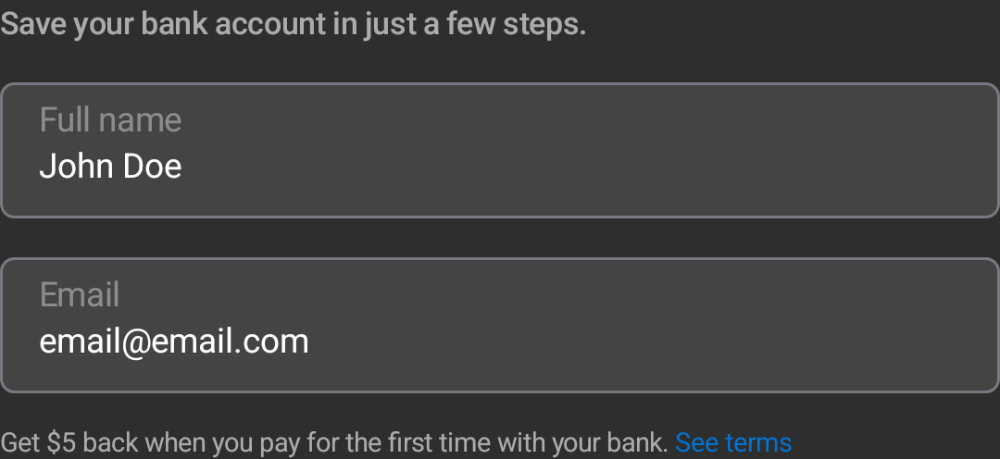 Save your bank account in just a few steps.
Full name
John Doe
Email
email@email.com
Get $5 back when you pay for the first time with your bank. See terms